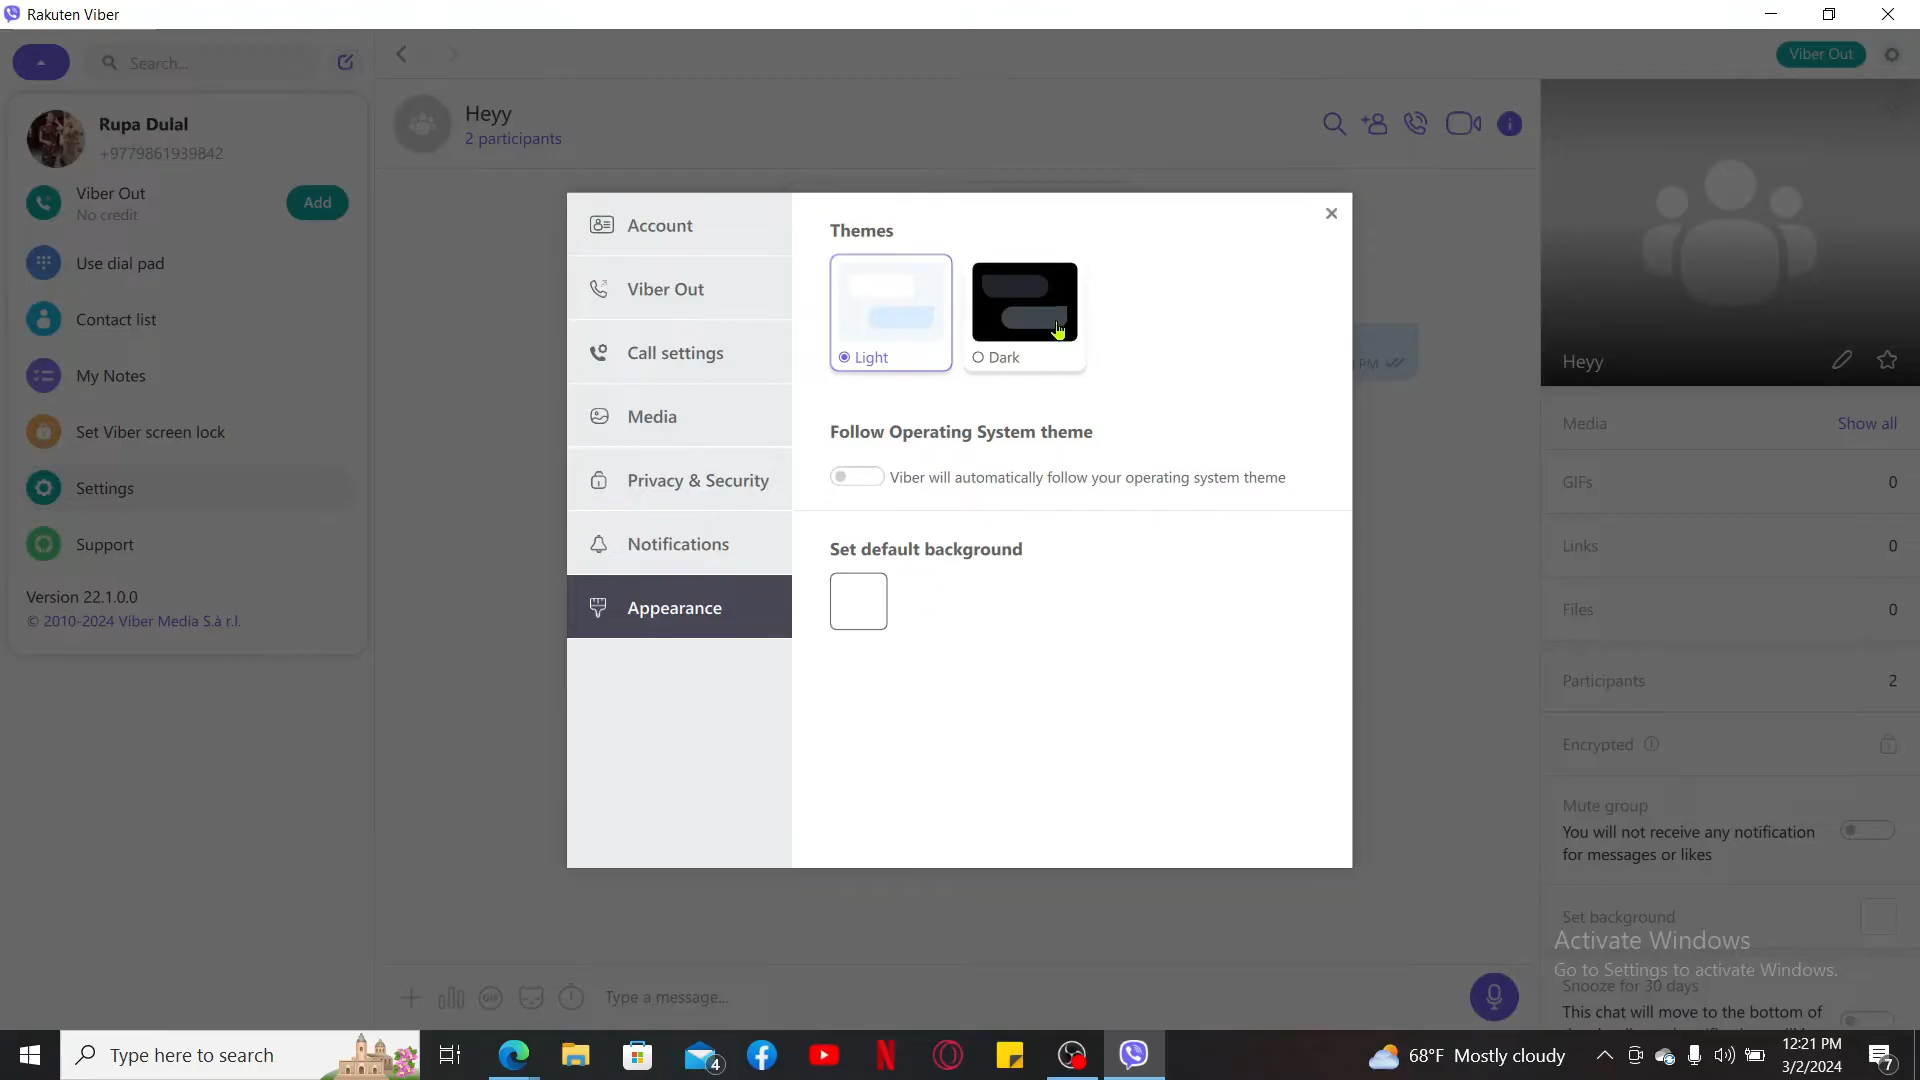 Rakuten Viber
Search...
Viber Out
Rupa Dulal
+9779861939842
Viber Out
No credit
Add
Use dial pad
Contact list
My Notes
Set Viber screen lock
Settings
Support
Version 22.1.0.0
© 2010-2024 Viber Media S.à r.l.
Heyy
2 participants
Account
Viber Out
Call settings
Media
Privacy & Security
Notifications
Appearance
Themes
Light
Dark
Follow Operating System theme
Viber will automatically follow your operating system theme
Set default background
PM
Type a message...
Heyy
Media
Show all
GIFs
0
Links
0
Files
0
Participants
2
Encrypted
Mute group
You will not receive any notification
for messages or likes
Set background
Activate Windows
Go to Settings to activate Windows.
Snooze for 30 days
This chat will move to the bottom of
Type here to search
4
68°F Mostly cloudy
12:21 PM
3/2/2024
7